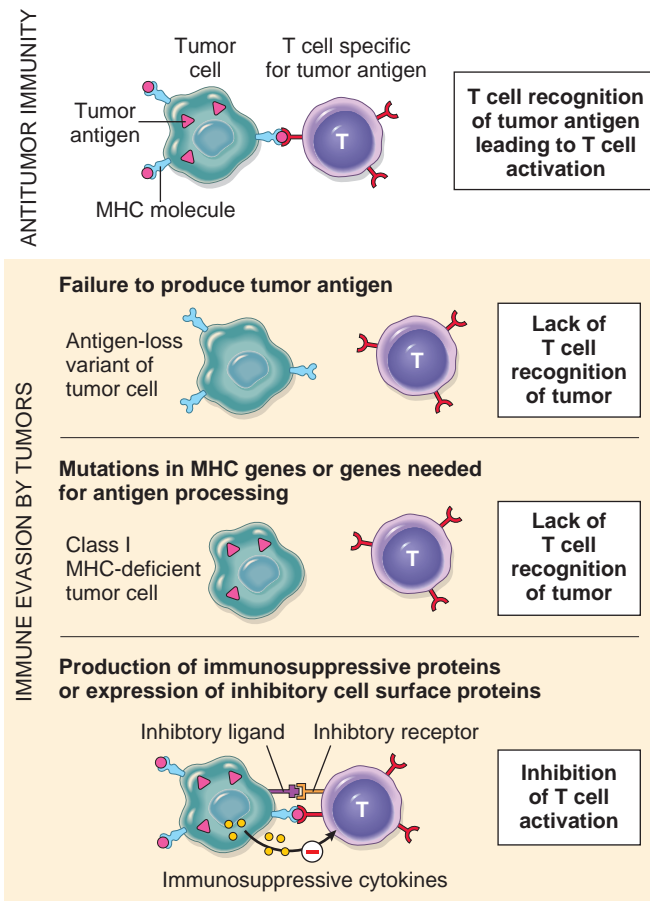 ANTITUMOR IMMUNITY
Tumor
cell
T cell specific
for tumor antigen
Tumor
antigen
MHC molecule
T
T cell recognition
of tumor antigen
leading to T cell
activation
IMMUNE EVASION BY TUMORS
Failure to produce tumor antigen
Antigen-loss
variant of
tumor cell
T
Lack of
T cell
recognition
of tumor
Mutations in MHC genes or genes needed
for antigen processing
Class I
MHC-deficient
tumor cell
T
Lack of
T cell
recognition
of tumor
Production of immunosuppressive proteins
or expression of inhibitory cell surface proteins
Inhibtory ligand
Inhibtory receptor
T
Immunosuppressive cytokines
Inhibition
of T cell
activation